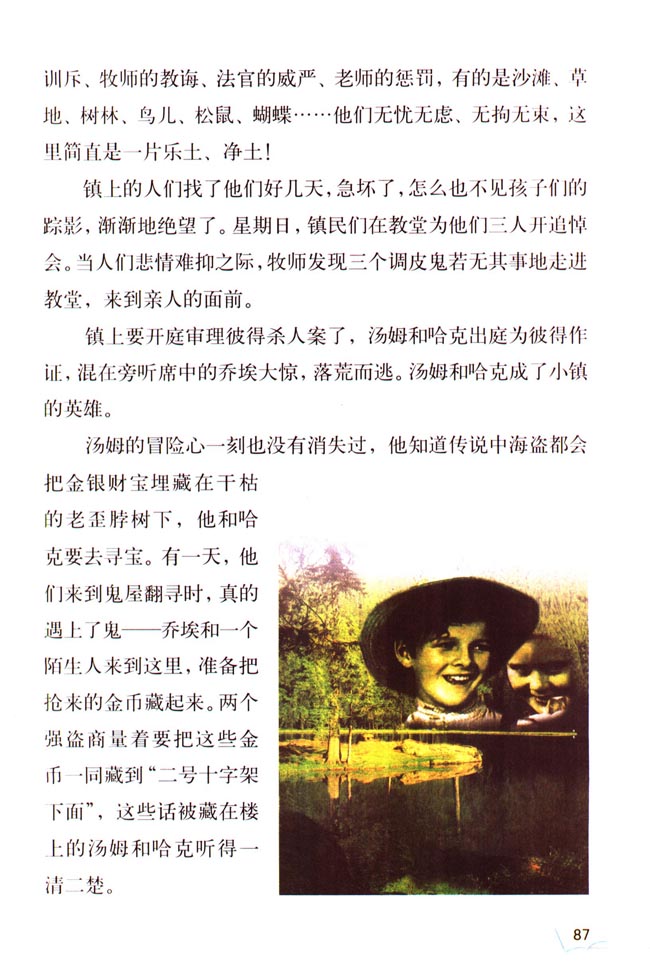 训斥、牧师的教诲、法官的威严、老师的惩罚，有的是沙滩、草
地、树林、鸟儿、松鼠、蝴蝶……他们无忧无虑、无拘无束，这
里简直是一片乐土、净土！
镇上的人们找了他们好几天，急坏了，怎么也不见孩子们的
踪影，渐渐地绝望了。星期日，镇民们在教堂为他们三人开追悼
会。当人们悲情难抑之际，牧师发现三个调皮鬼若无其事地走进
教堂，来到亲人的面前。
镇上要开庭审理彼得杀人案了，汤姆和哈克出庭为彼得作
证，混在旁听席中的乔埃大惊，落荒而逃。汤姆和哈克成了小镇
的英雄。
汤姆的冒险心一刻也没有消失过，他知道传说中海盗都会
把金银财宝埋藏在干枯
的老歪脖树下，他和哈
克要去寻宝。有一天，他
们来到鬼屋翻寻时，真的
遇上了鬼——乔埃和一个
陌生人来到这里，准备把
抢来的金币藏起来。两个
强盗商量着要把这些金
币一同藏到“二号十字架
下面”，这些话被藏在楼
上的汤姆和哈克听得一
清二楚。
87